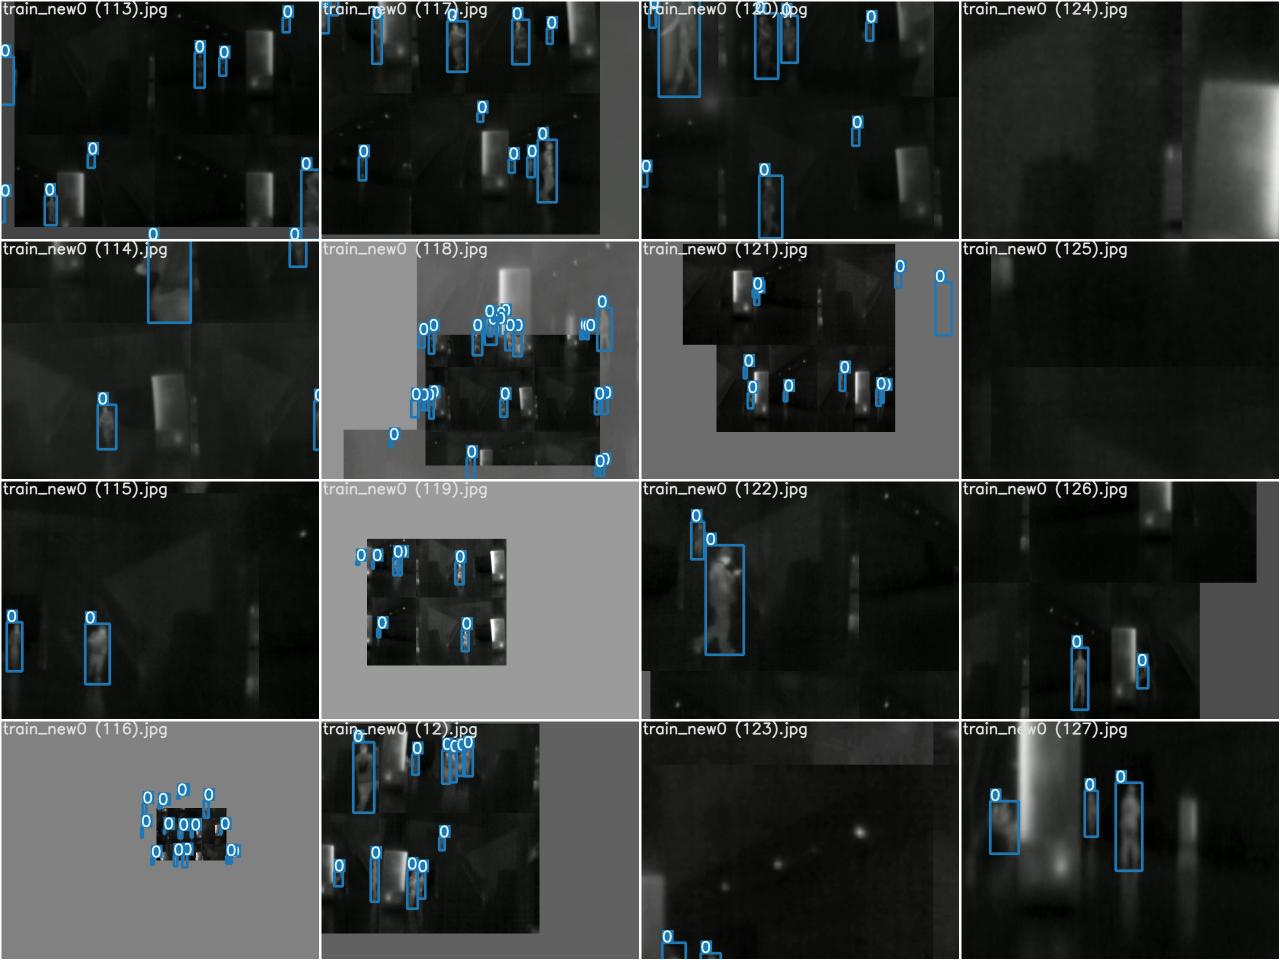 train_new0 (113).jpg
train_new0 (117).jpg
train_new0 (120).jpg
train_new0 (124).jpg
train_new0 (114).jpg
train_new0 (118).jpg
train_new0 (121).jpg
train_new0 (125).jpg
train_new0 (115).jpg
train_new0 (119).jpg
train_new0 (122).jpg
train_new0 (126).jpg
train_new0 (116).jpg
train_new0 (12).jpg
train_new0 (123).jpg
train_new0 (127).jpg